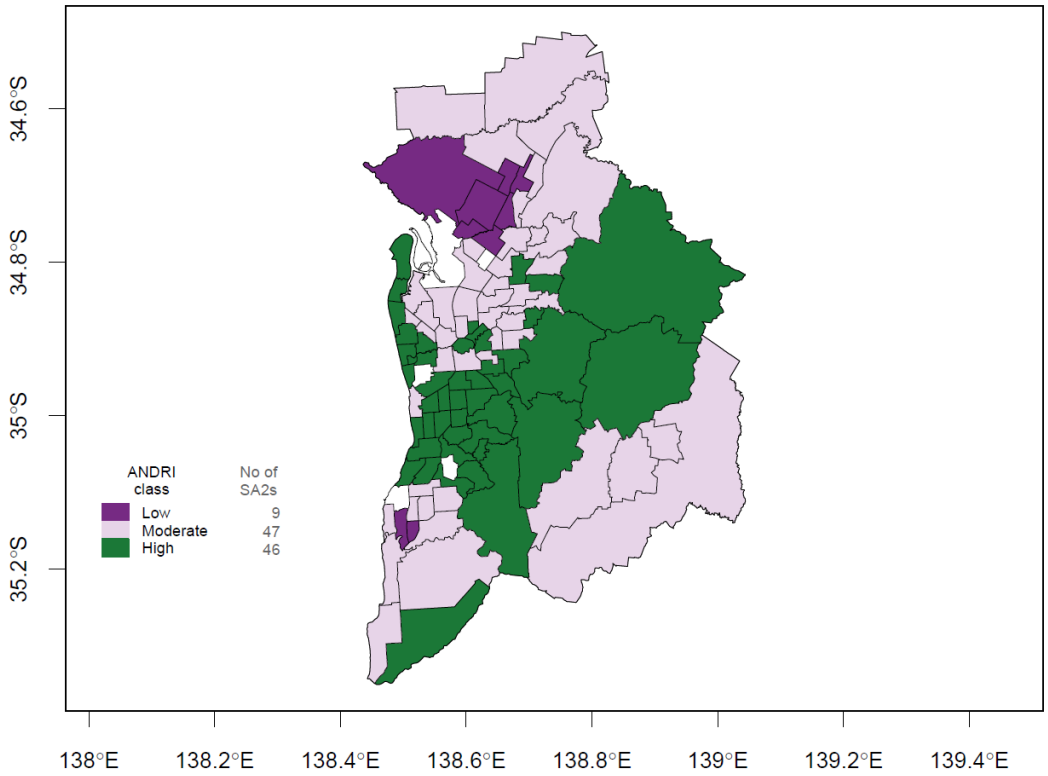 34.6°S
34.8°S
35°S
35.2°S
ANDRI class
No of SA2s
Low 9
Moderate 47
High 46
138°E 138.2°E 138.4°E 138.6°E 138.8°E 139°E 139.2°E 139.4°E